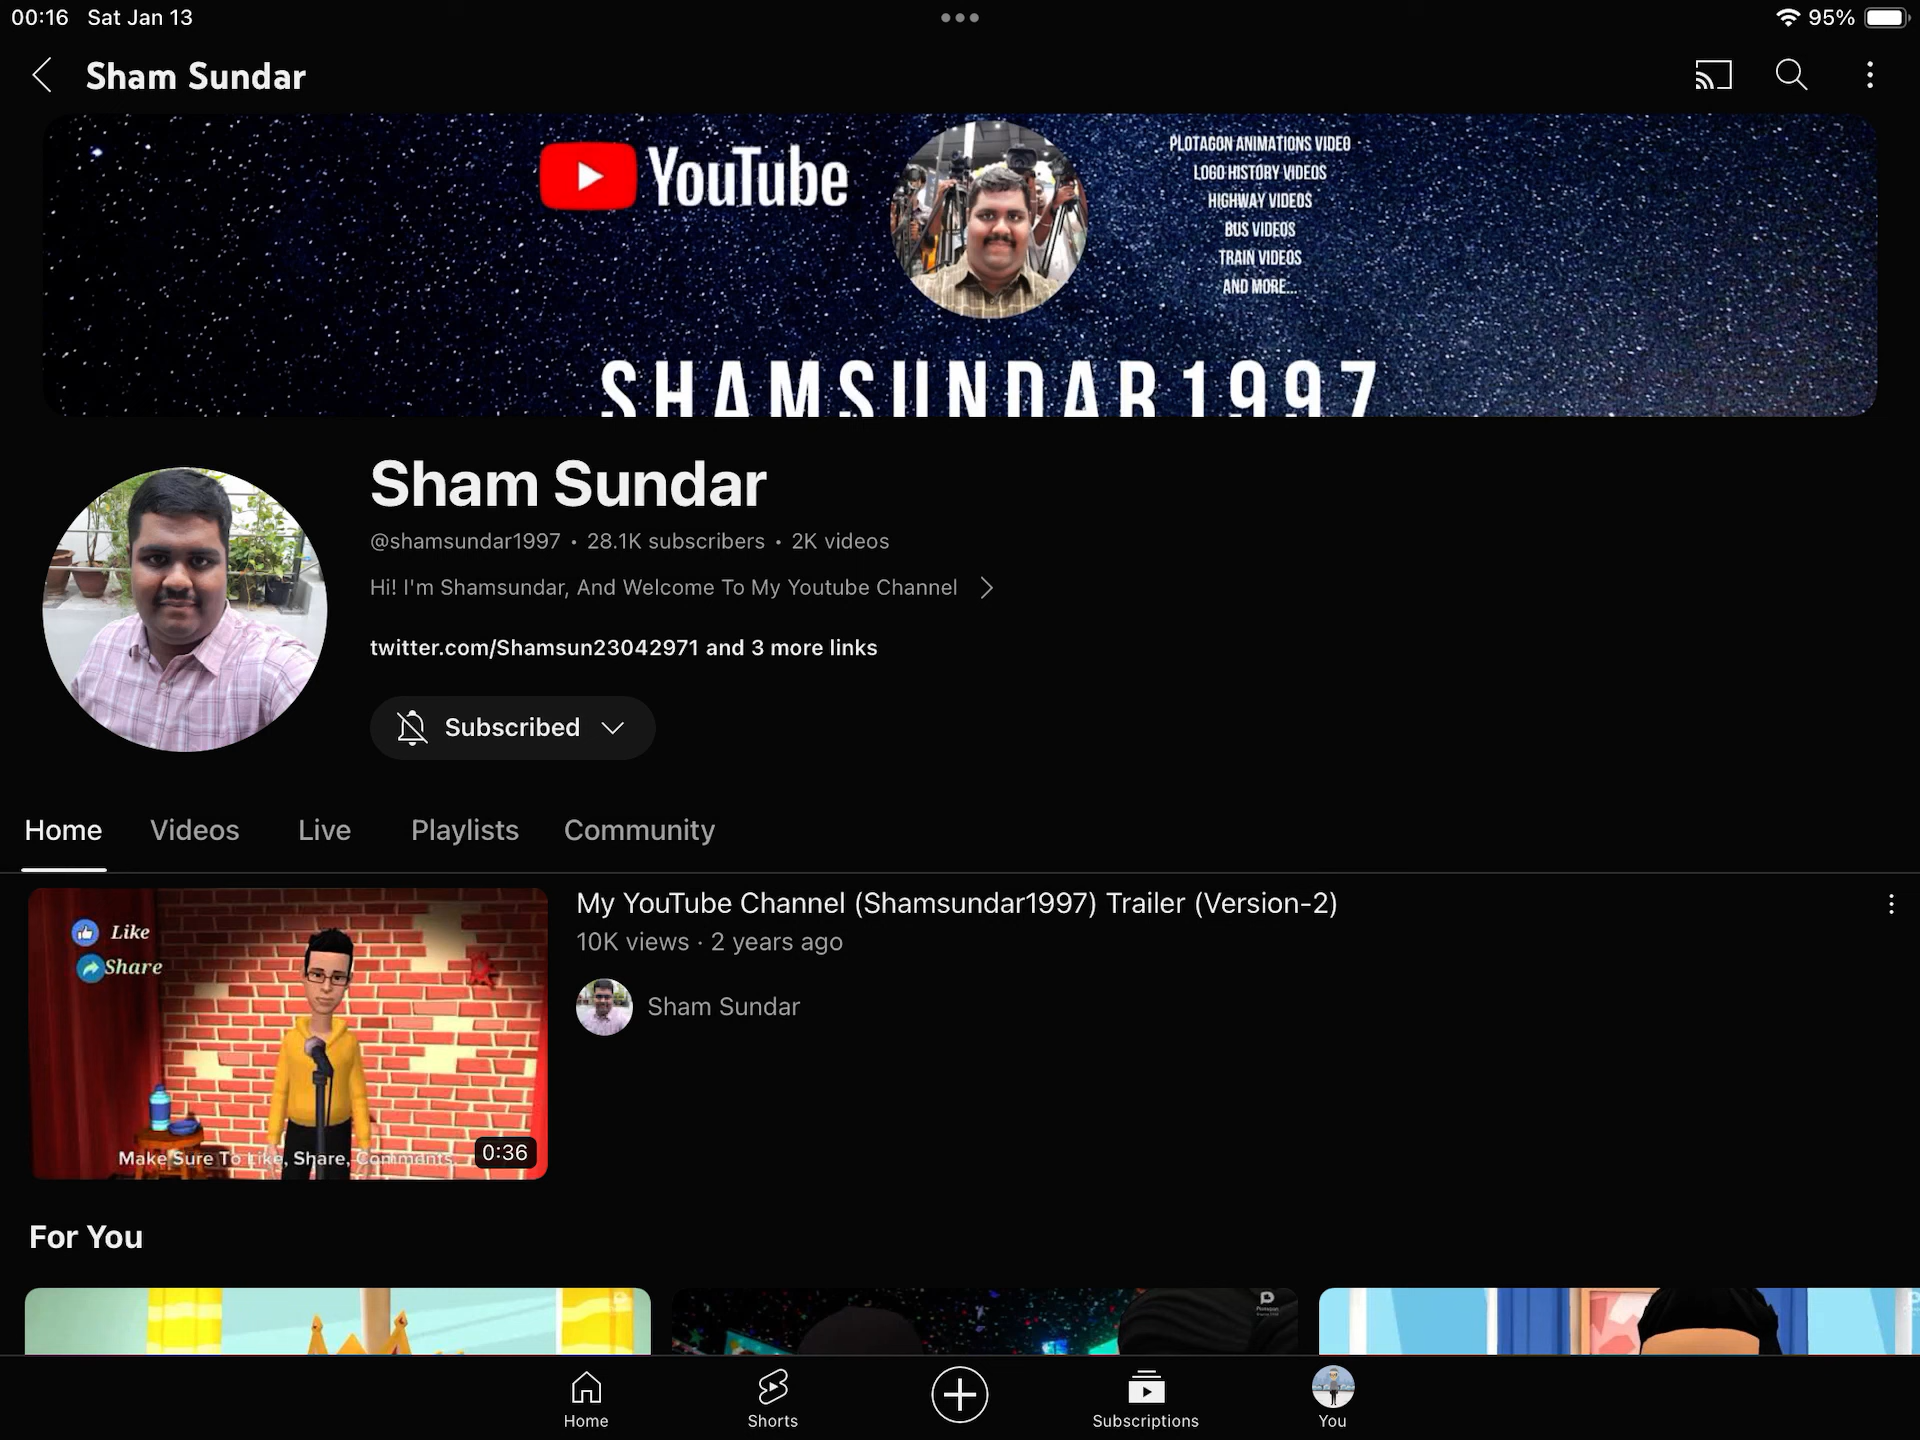 00:16 Sat Jan 13
95%
Sham Sundar
YouTube
PLOTAGON ANIMATIONS VIDEO
LOGO HISTORY VIDEOS
HIGHWAY VIDEOS
BUS VIDEOS
TRAIN VIDEOS
AND MORE...
SHAMSUNDAR1997
Sham Sundar
@shamsundar1997 • 28.1K subscribers • 2K videos
Hi! I'm Shamsundar, And Welcome To My Youtube Channel
twitter.com/Shamsun23042971 and 3 more links
Subscribed
Home Videos Live Playlists Community
Like
Share
Make Sure To Like, Share, Comments,
0:36
My YouTube Channel (Shamsundar1997) Trailer (Version-2)
10K views · 2 years ago
Sham Sundar
For You
Plotagon
Home Shorts Subscriptions You